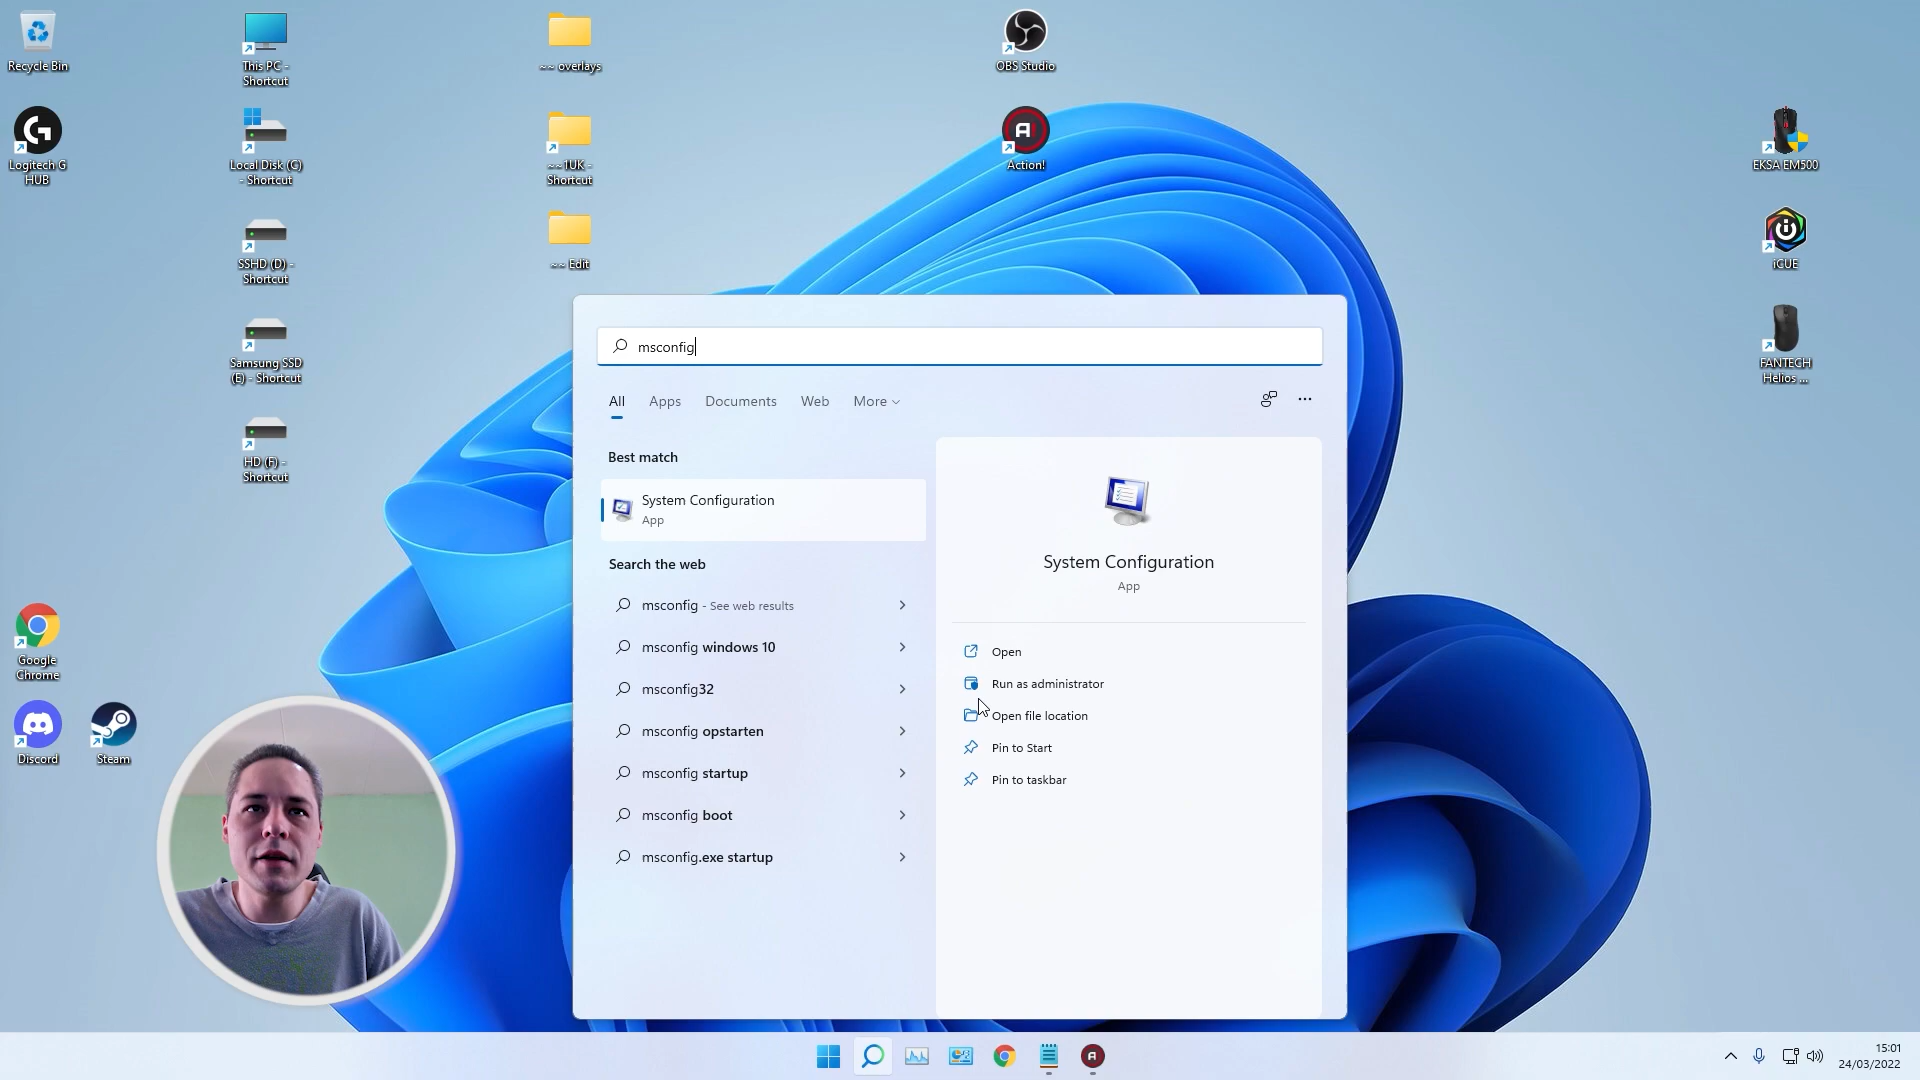 Recycle Bin
This PC -
Shortcut
~~ overlays
OBS Studio
Logitech G
HUB
Local Disk (C)
- Shortcut
~~1UK -
Shortcut
Action!
EKSA EM500
SSHD (D) -
Shortcut
~~ Edit
iCUE
Samsung SSD
(E) - Shortcut
FANTECH
Helios ...
HD (F) -
Shortcut
Google
Chrome
Discord
Steam
msconfig
All
Apps
Documents
Web
More
Best match
System Configuration
App
Search the web
msconfig - See web results
msconfig windows 10
msconfig32
msconfig opstarten
msconfig startup
msconfig boot
msconfig.exe startup
System Configuration
App
Open
Run as administrator
Open file location
Pin to Start
Pin to taskbar
15:01
24/03/2022